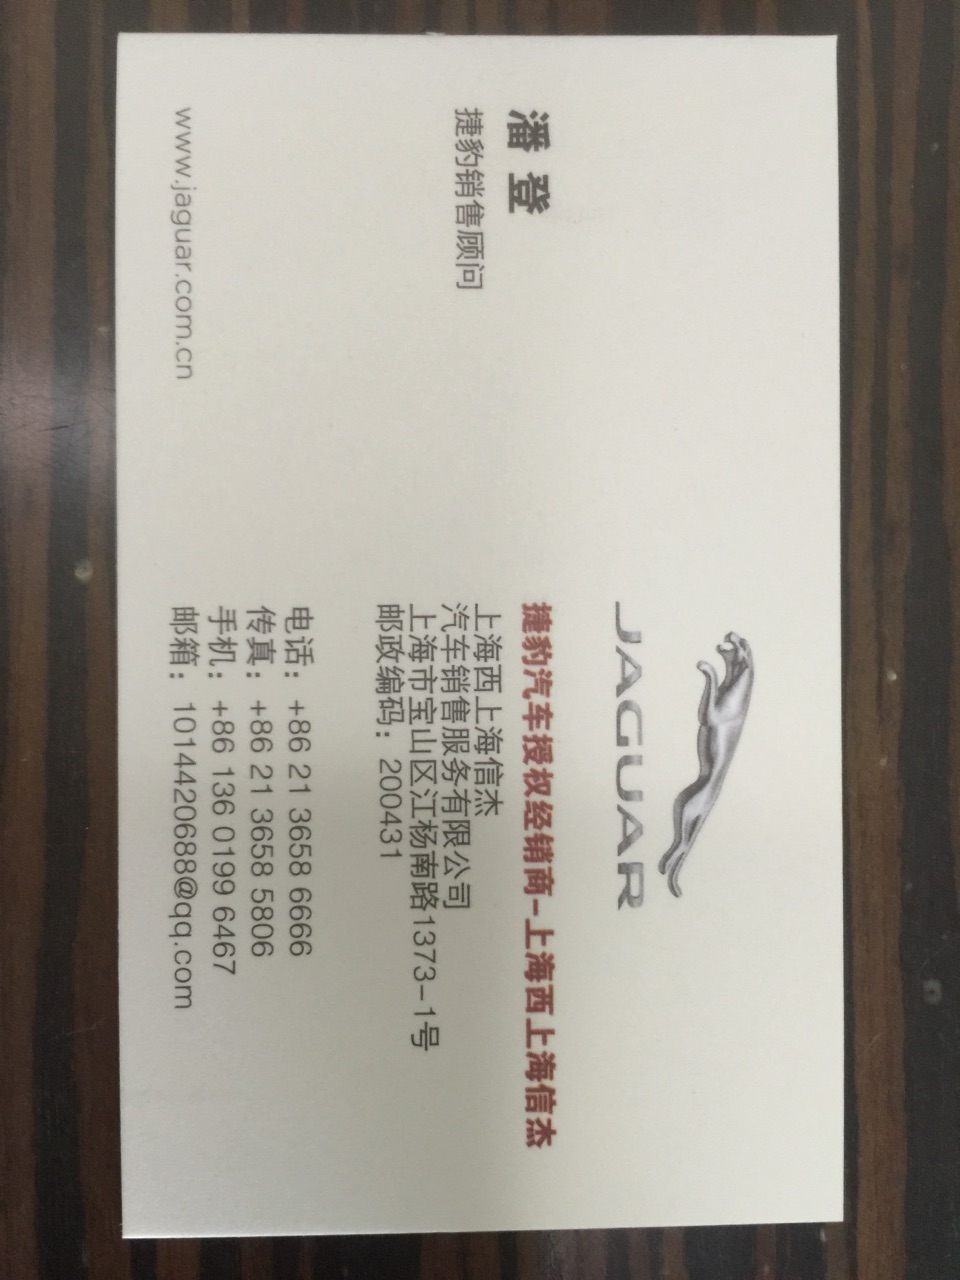 JAGUAR
捷豹汽车授权经销商-上海西上海信杰
潘 登
捷豹销售顾问
上海西上海信杰
汽车销售服务有限公司
上海市宝山区江杨南路1373-1号
邮政编码： 200431
电话： +86 21 3658 6666
传真： +86 21 3658 5806
手机： +86 136 0199 6467
邮箱： 1014420688@qq.com
www.jaguar.com.cn